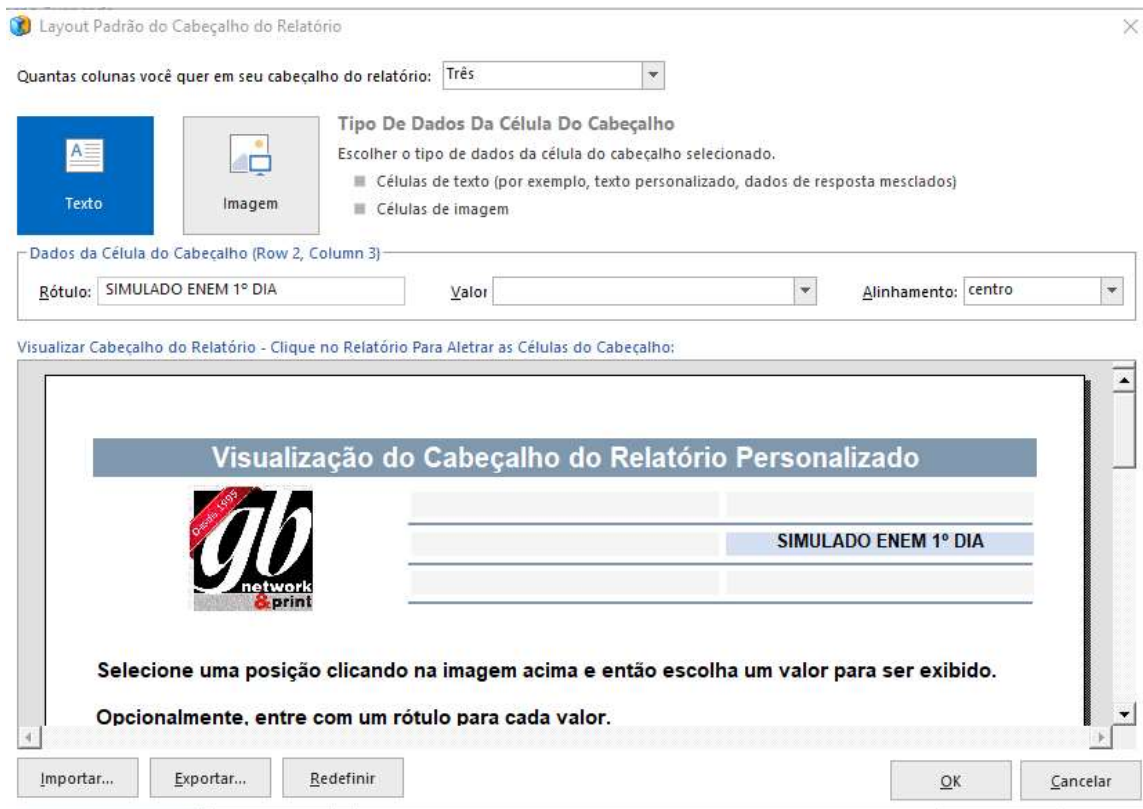 Layout Padrão do Cabeçalho do Relatório
Quantas colunas você quer em seu cabeçalho do relatório: Três
Tipo De Dados Da Célula Do Cabeçalho
Escolher o tipo de dados da célula do cabeçalho selecionado.
Células de texto (por exemplo, texto personalizado, dados de resposta mesclados)
Células de imagem
Texto
Imagem
Dados da Célula do Cabeçalho (Row 2, Column 3)
Rótulo: SIMULADO ENEM 1º DIA Valor Alinhamento: centro
Visualizar Cabeçalho do Relatório - Clique no Relatório Para Aletrar as Células do Cabeçalho:
Visualização do Cabeçalho do Relatório Personalizado
Desde 1995
gb
network
&print
SIMULADO ENEM 1º DIA
Selecione uma posição clicando na imagem acima e então escolha um valor para ser exibido.
Opcionalmente, entre com um rótulo para cada valor.
Importar... Exportar... Redefinir OK Cancelar